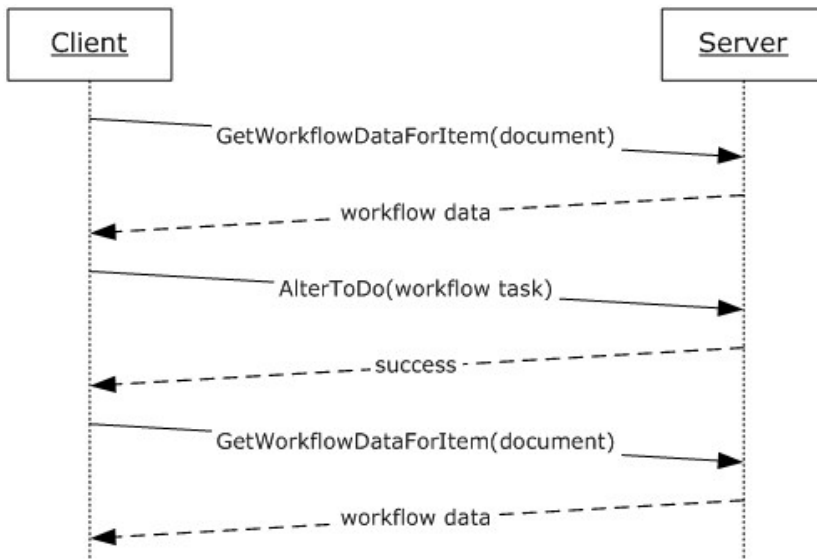 Client
Server
GetWorkflowDataForItem(document)
workflow data
AlterToDo(workflow task)
success
GetWorkflowDataForItem(document)
workflow data